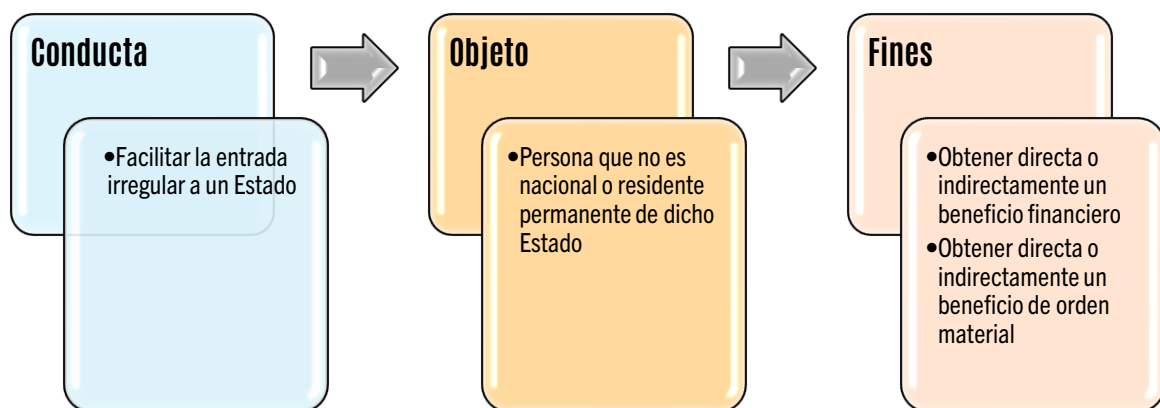 Conducta
•Facilitar la entrada
irregular a un Estado
Objeto
•Persona que no es
nacional o residente
permanente de dicho
Estado
Fines
•Obtener directa o
indirectamente un
beneficio financiero
•Obtener directa o
indirectamente un
beneficio de orden
material